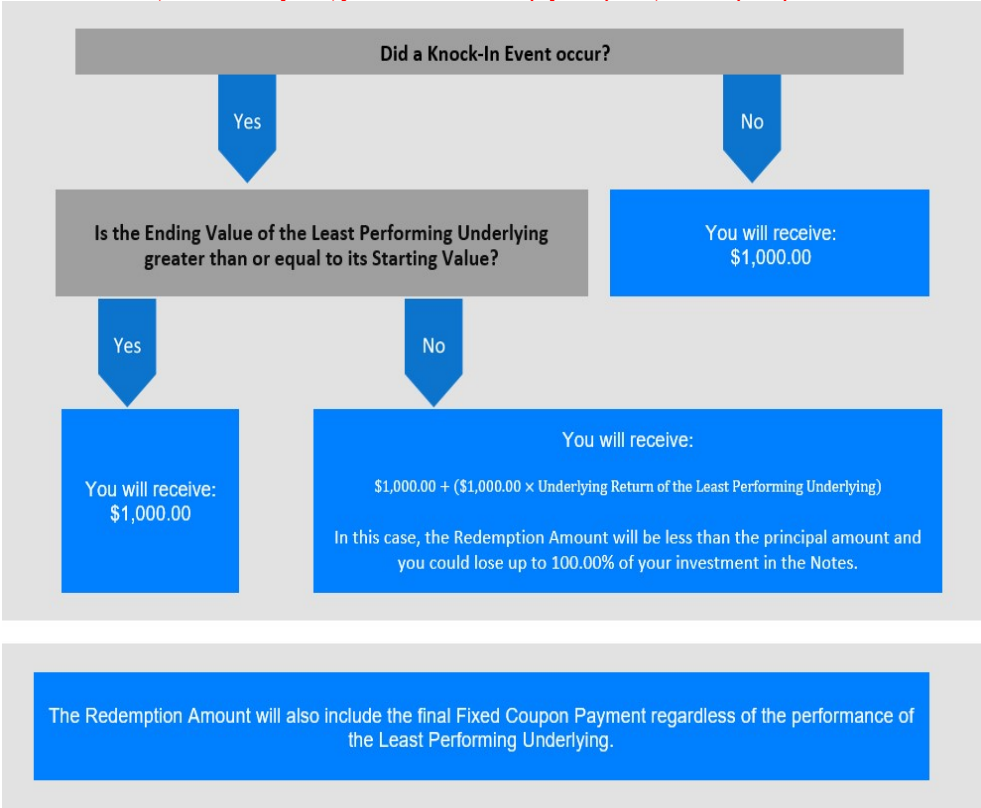 Did a Knock-In Event occur?
Yes
No
Is the Ending Value of the Least Performing Underlying
greater than or equal to its Starting Value?
You will receive:
$1,000.00
Yes
No
You will receive:
$1,000.00
You will receive:
$1,000.00 + ($1,000.00 × Underlying Return of the Least Performing Underlying)
In this case, the Redemption Amount will be less than the principal amount and
you could lose up to 100.00% of your investment in the Notes.
The Redemption Amount will also include the final Fixed Coupon Payment regardless of the performance of
the Least Performing Underlying.